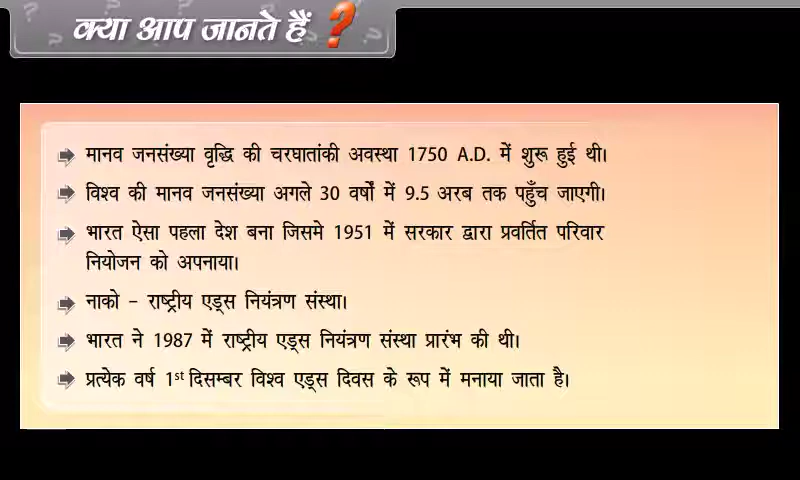 क्या आप जानते हैं ?
मानव जनसंख्या वृद्धि की चरघातांकी अवस्था 1750 A.D. में शुरू हुई थी।
विश्व की मानव जनसंख्या अगले 30 वर्षों में 9.5 अरब तक पहुँच जाएगी।
भारत ऐसा पहला देश बना जिसमे 1951 में सरकार द्वारा प्रवर्तित परिवार
नियोजन को अपनाया।
नाको – राष्ट्रीय एड्स नियंत्रण संस्था।
भारत ने 1987 में राष्ट्रीय एड्स नियंत्रण संस्था प्रारंभ की थी।
प्रत्येक वर्ष 1st दिसम्बर विश्व एड्स दिवस के रूप में मनाया जाता है।